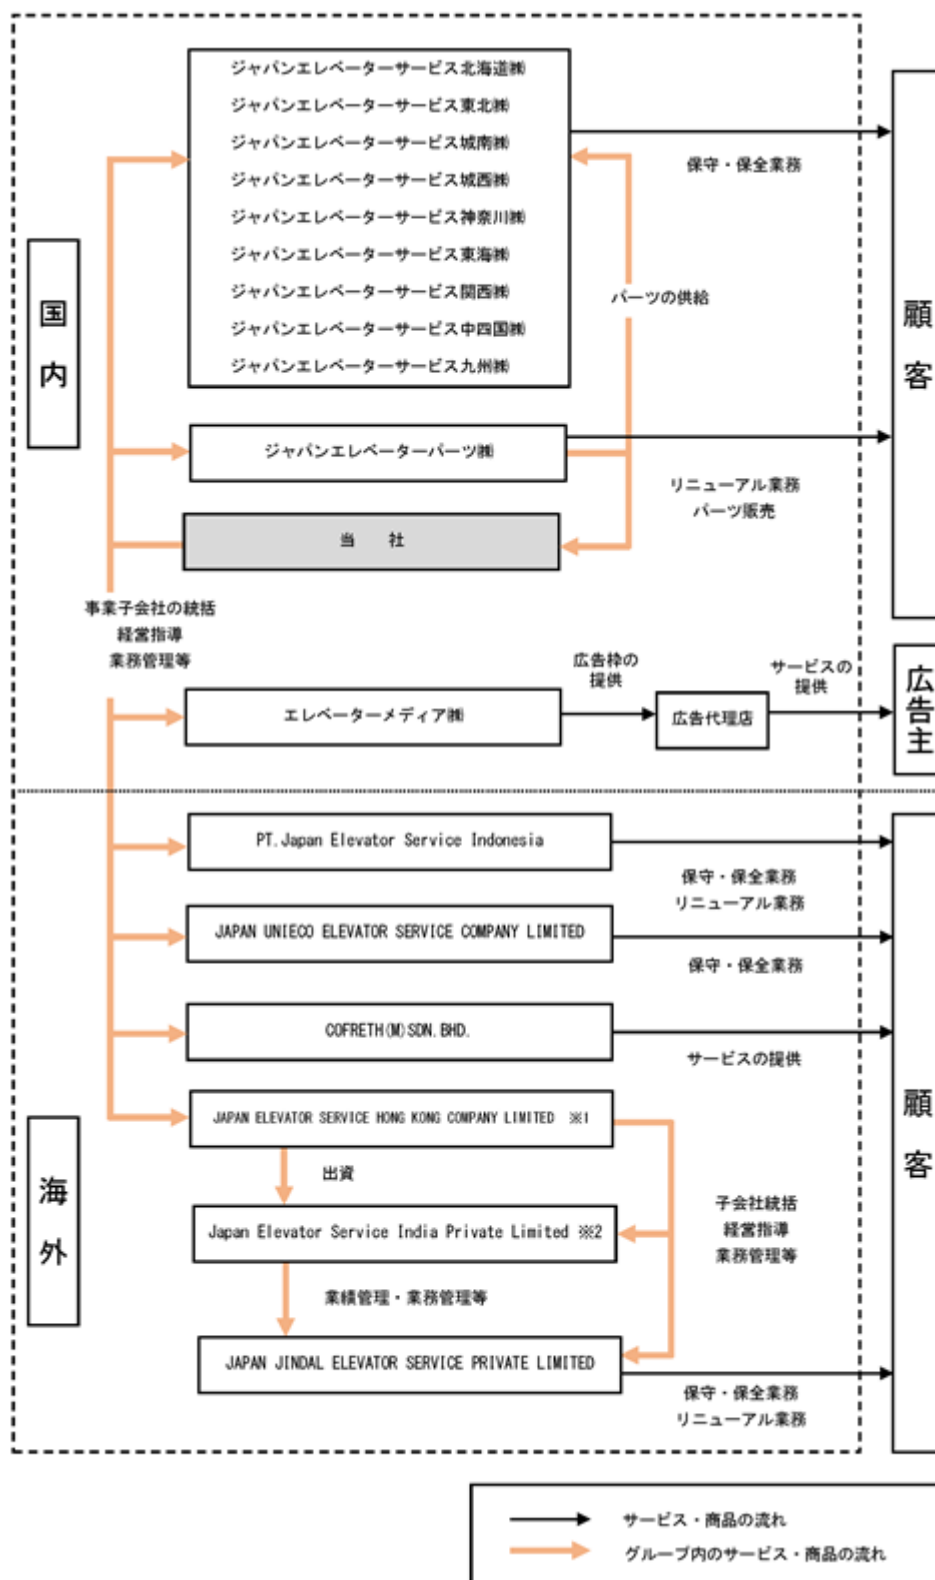 ジャパンエレベーターサービス北海道㈱
ジャパンエレベーターサービス東北㈱
ジャパンエレベーターサービス城南㈱
ジャパンエレベーターサービス城西㈱
ジャパンエレベーターサービス神奈川㈱
ジャパンエレベーターサービス東海㈱
ジャパンエレベーターサービス関西㈱
ジャパンエレベーターサービス中四国㈱
ジャパンエレベーターサービス九州㈱
保守・保全業務
パーツの供給
国内
顧客
ジャパンエレベーターパーツ㈱
リニューアル業務
パーツ販売
当　社
事業子会社の統括
経営指導
業務管理等
エレベーターメディア㈱
広告枠の
提供
広告代理店
サービスの
提供
広告主
PT.Japan Elevator Service Indonesia
保守・保全業務
リニューアル業務
JAPAN UNIECO ELEVATOR SERVICE COMPANY LIMITED
保守・保全業務
COFRETH(M)SDN.BHD.
サービスの提供
JAPAN ELEVATOR SERVICE HONG KONG COMPANY LIMITED ※1
海外
顧客
出資
Japan Elevator Service India Private Limited ※2
子会社統括
経営指導
業務管理等
業績管理・業務管理等
JAPAN JINDAL ELEVATOR SERVICE PRIVATE LIMITED
保守・保全業務
リニューアル業務
サービス・商品の流れ
グループ内のサービス・商品の流れ